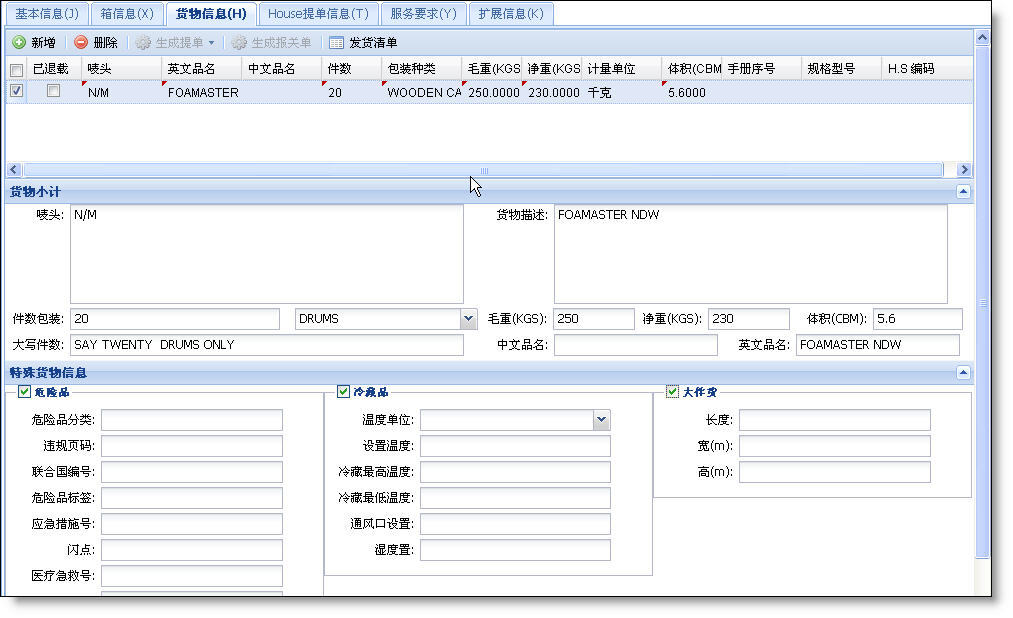 基本信息(J) 箱信息(X) 货物信息(H) House提单信息(T) 服务要求(Y) 扩展信息(K)
新增 删除 生成提单 生成报关单 发货清单
已退载 唛头 英文品名 中文品名 件数 包装种类 毛重(KGS 净重(KGS 计量单位 体积(CBM 手册序号 规格型号 H.S 编码
N/M FOAMASTER 20 WOODEN CA 250.0000 230.0000 千克 5.6000
货物小计
唛头: N/M 货物描述: FOAMASTER NDW
件数包装: 20 DRUMS 毛重(KGS): 250 净重(KGS): 230 体积(CBM): 5.6
大写件数: SAY TWENTY DRUMS ONLY 中文品名: 英文品名: FOAMASTER NDW
特殊货物信息
危险品 冷藏品 大件货
危险品分类: 温度单位: 长度:
违规页码: 设置温度: 宽(m):
联合国编号: 冷藏最高温度: 高(m):
危险品标签: 冷藏最低温度:
应急措施号: 通风口设置:
闪点: 湿度置:
医疗急救号: